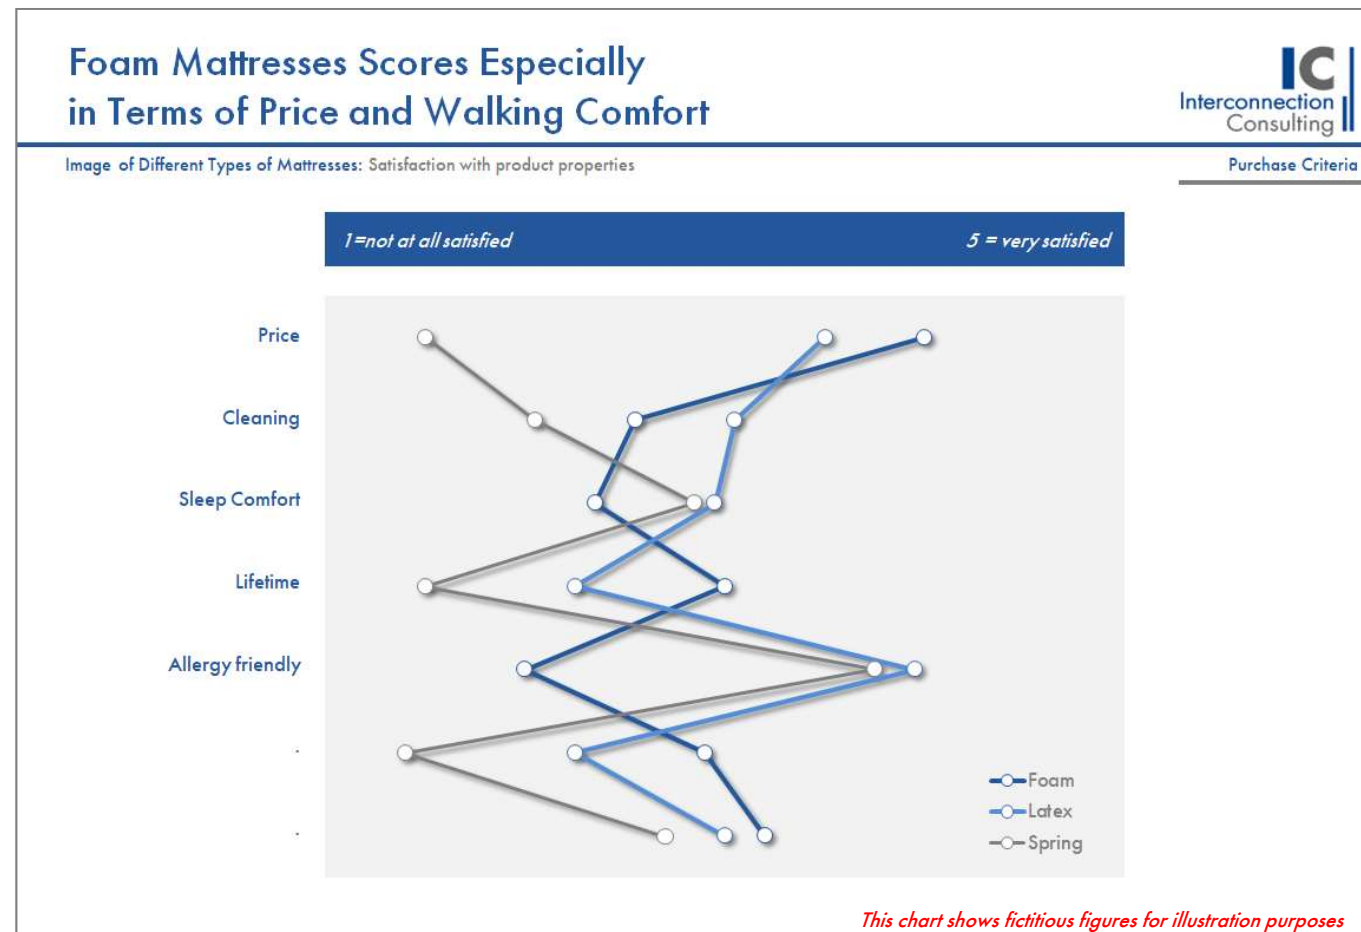 Foam Mattresses Scores Especially
in Terms of Price and Walking Comfort
IC
Interconnection
Consulting
Image of Different Types of Mattresses: Satisfaction with product properties
Purchase Criteria
1=not at all satisfied
5 = very satisfied
Price
Cleaning
Sleep Comfort
Lifetime
Allergy friendly
.
.
Foam
Latex
Spring
This chart shows fictitious figures for illustration purposes